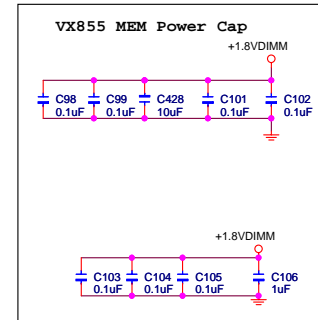 VX855 MEM Power Cap
+1.8VDIMM
C98 C99 C428 C101 C102
0.1uF 0.1uF 10uF 0.1uF 0.1uF
+1.8VDIMM
C103 C104 C105 C106
0.1uF 0.1uF 0.1uF 1uF